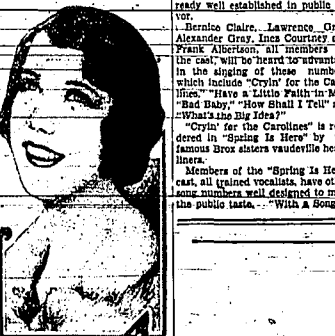 ready well established in public
vor.
Bernice Claire, Lawrence Gr
Alexander Gray, Inez Courtney a
Frank Albertson, all members
the cast, will be heard to advanta
in the singing of these numbe
which include "Cryin' for the Ca
lines," "Have a Little Faith in M
"Bad Baby," "How Shall I Tell"
"What's the Big Idea?"
"Cryin' for the Carolines" is r
dered in "Spring Is Here" by
famous Brox sisters vaudeville he
liners.
Members of the "Spring Is He
cast, all trained vocalists, have ot
song numbers well designed to m
the public taste. "With a Song